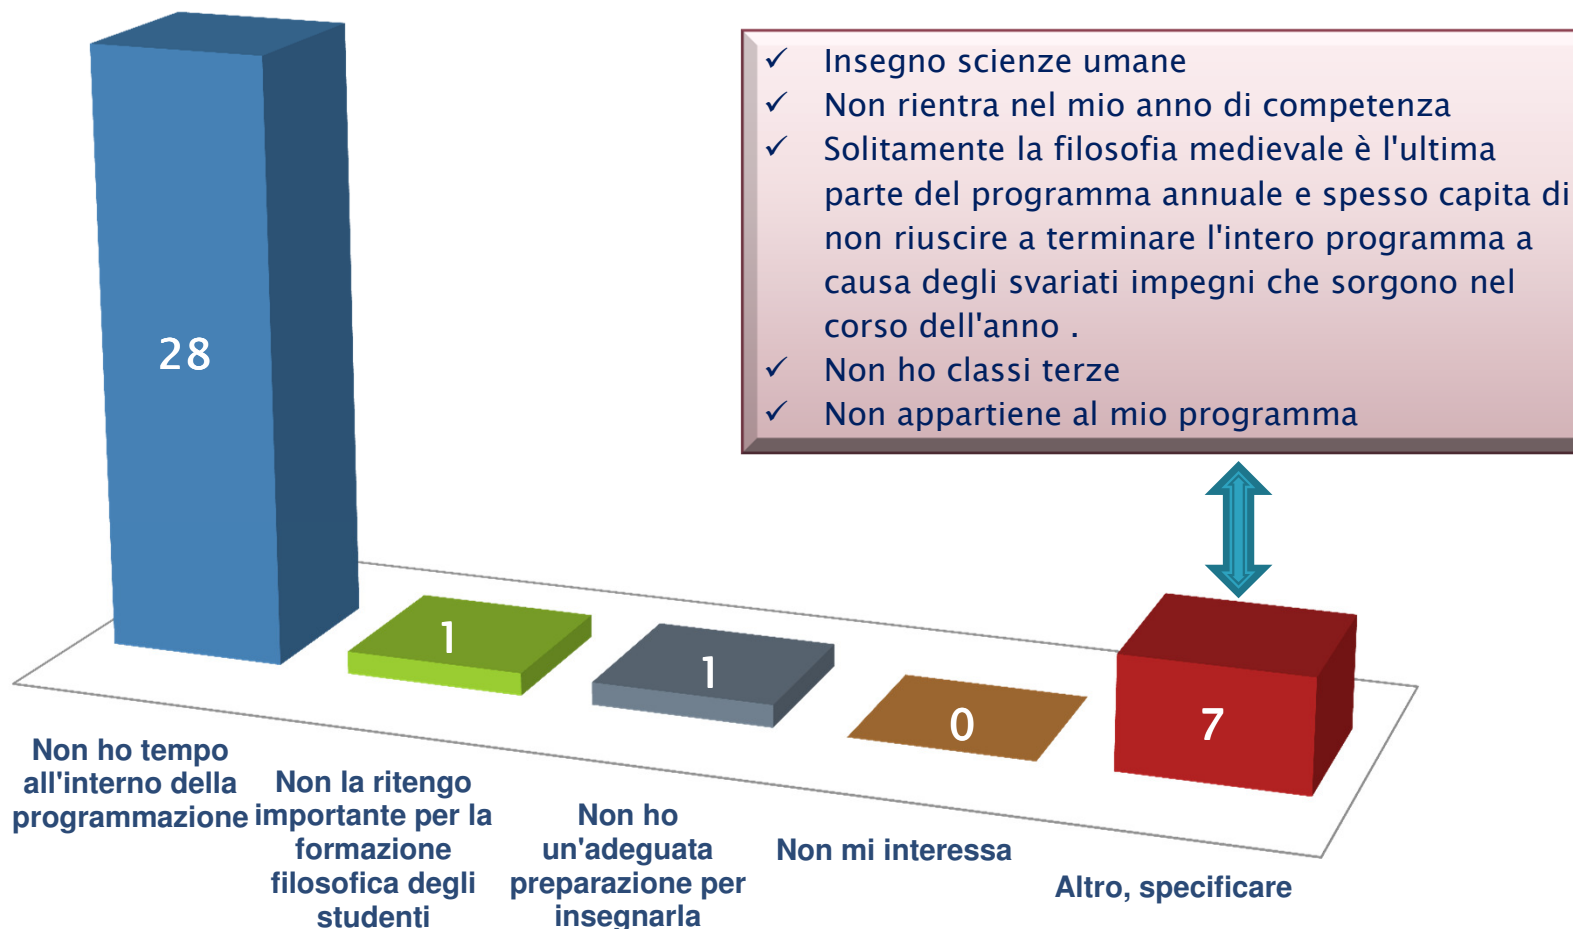 ✓ Insegno scienze umane
✓ Non rientra nel mio anno di competenza
✓ Solitamente la filosofia medievale è l'ultima
parte del programma annuale e spesso capita di
non riuscire a terminare l'intero programma a
causa degli svariati impegni che sorgono nel
corso dell'anno .
✓ Non ho classi terze
✓ Non appartiene al mio programma
28
1
1
0
7
Non ho tempo
all'interno della
programmazione
Non la ritengo
importante per la
formazione
filosofica degli
studenti
Non ho
un'adeguata
preparazione per
insegnarla
Non mi interessa
Altro, specificare